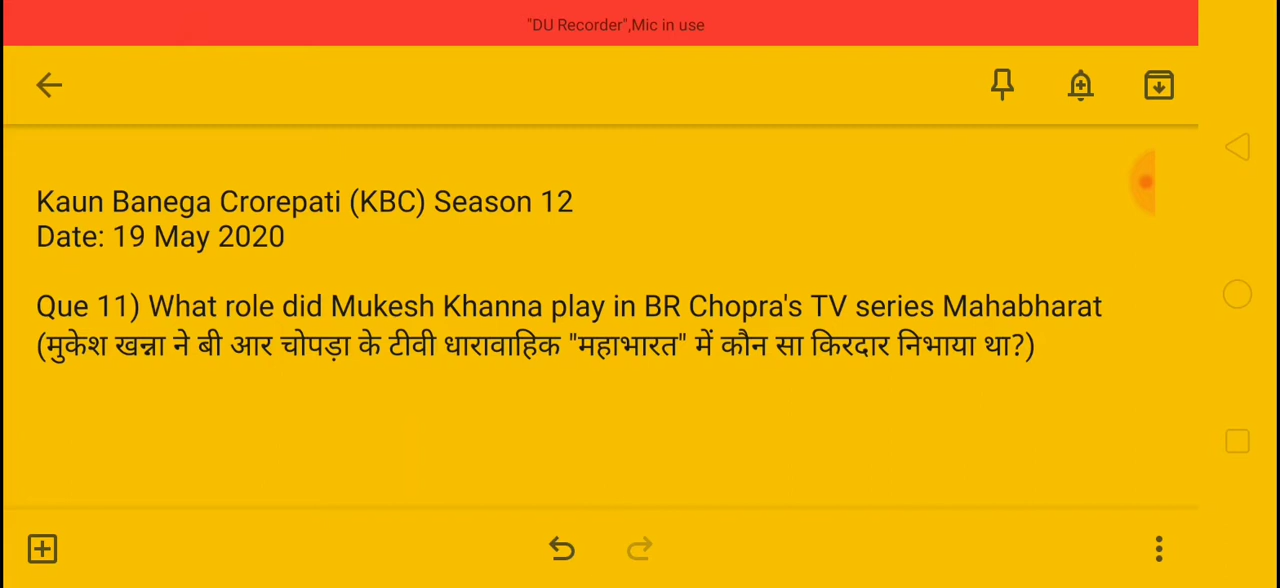 "DU Recorder",Mic in use
Kaun Banega Crorepati (KBC) Season 12
Date: 19 May 2020
Que 11) What role did Mukesh Khanna play in BR Chopra's TV series Mahabharat
(मुकेश खन्ना ने बी आर चोपड़ा के टीवी धारावाहिक "महाभारत" में कौन सा किरदार निभाया था?)